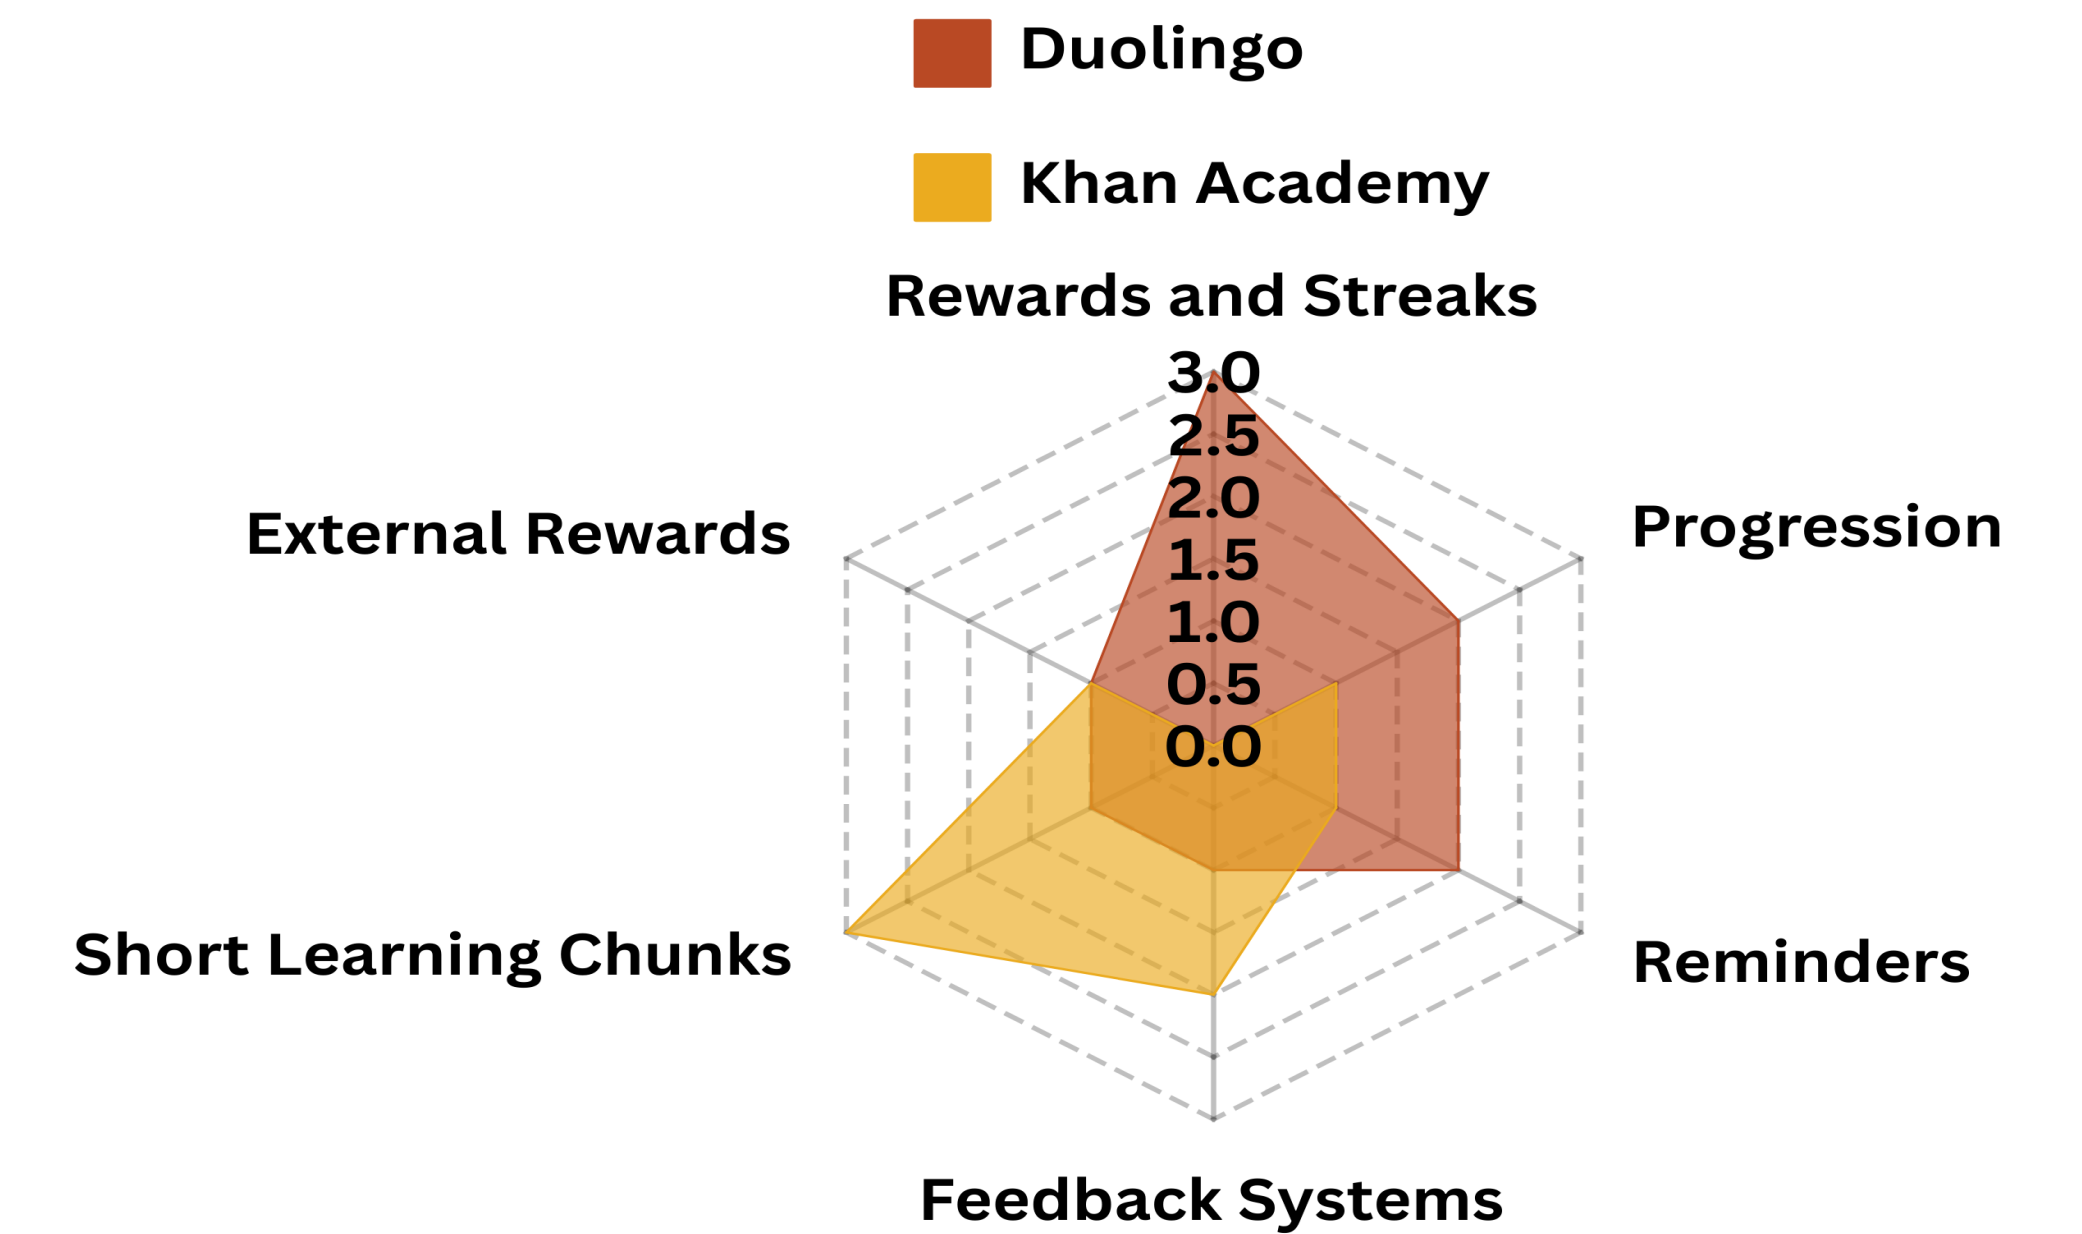 Duolingo
Khan Academy
Rewards and Streaks
3.0
2.5
2.0
1.5
1.0
0.5
0.0
Progression
External Rewards
Short Learning Chunks
Reminders
Feedback Systems